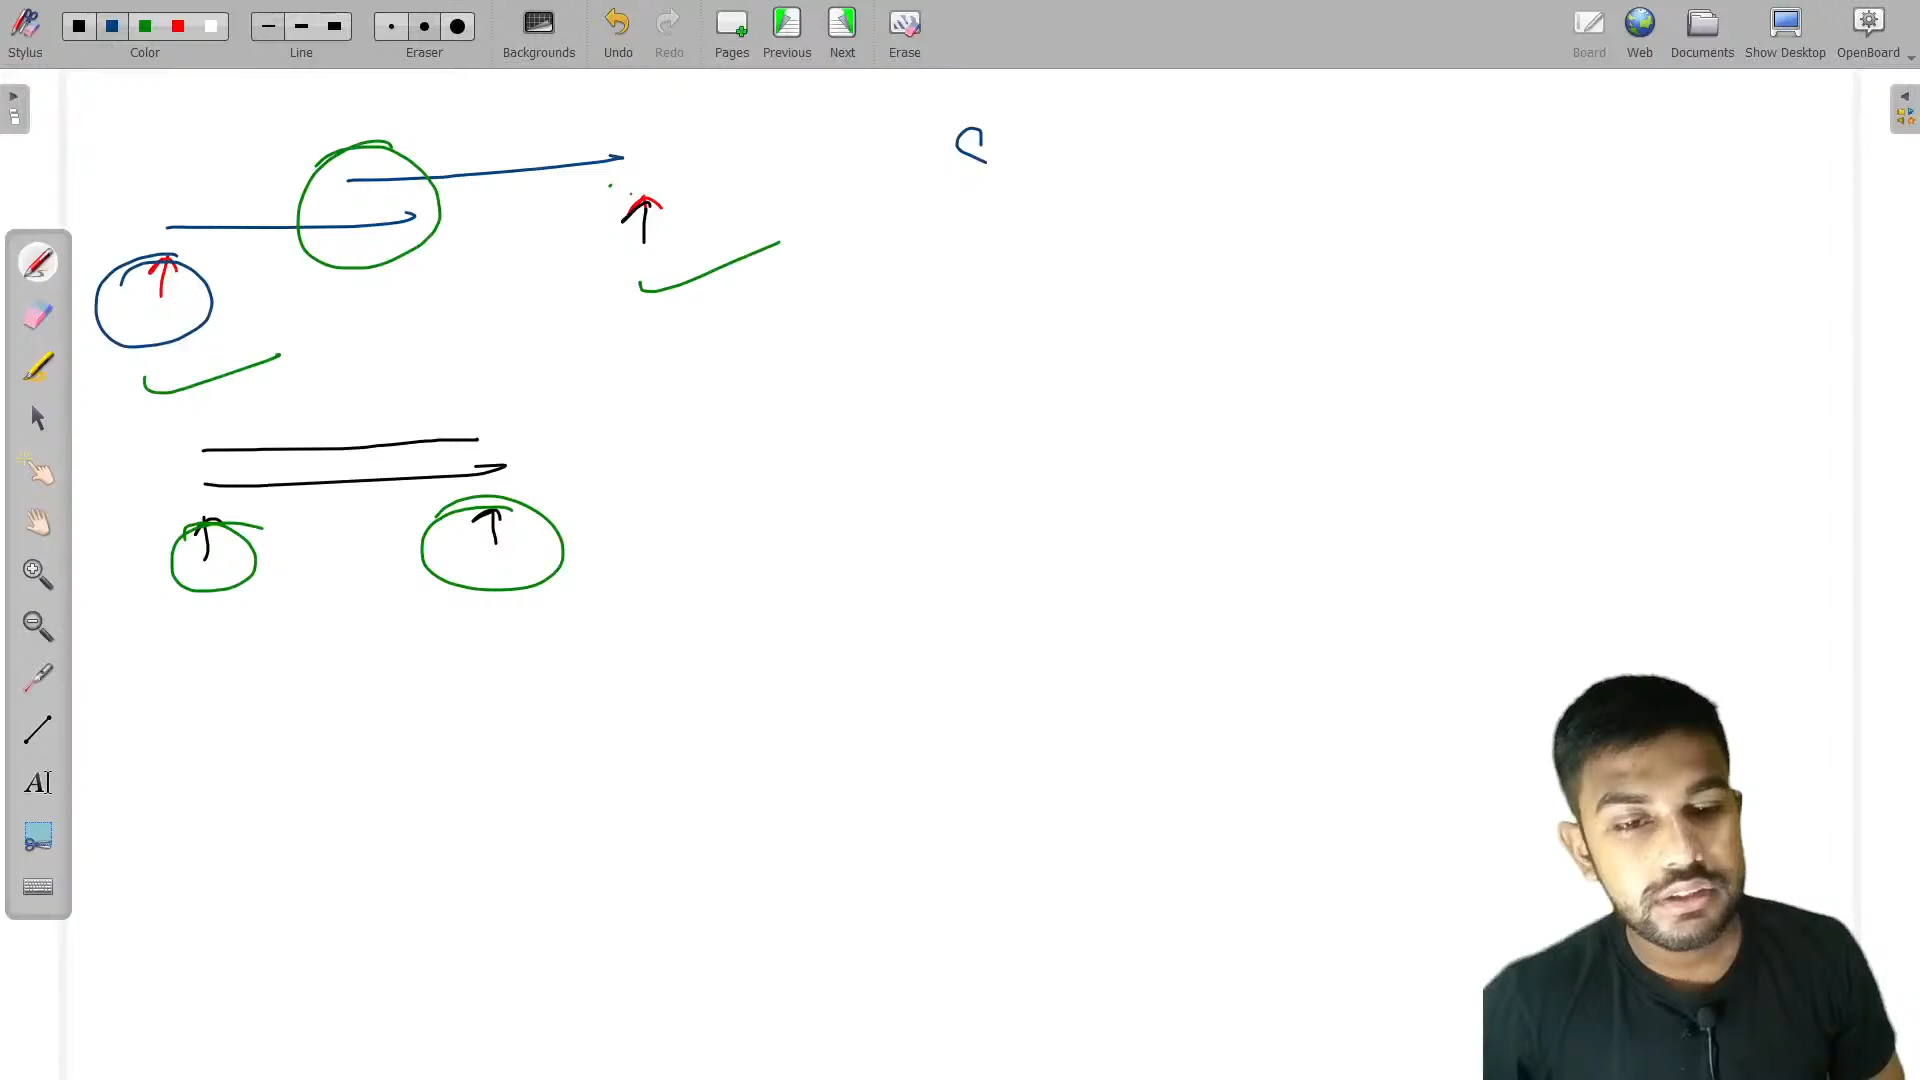 Stylus
Color
Line
Eraser
Backgrounds
Undo
Redo
Pages
Previous
Next
Erase
Board
Web
Documents
Show Desktop
OpenBoard